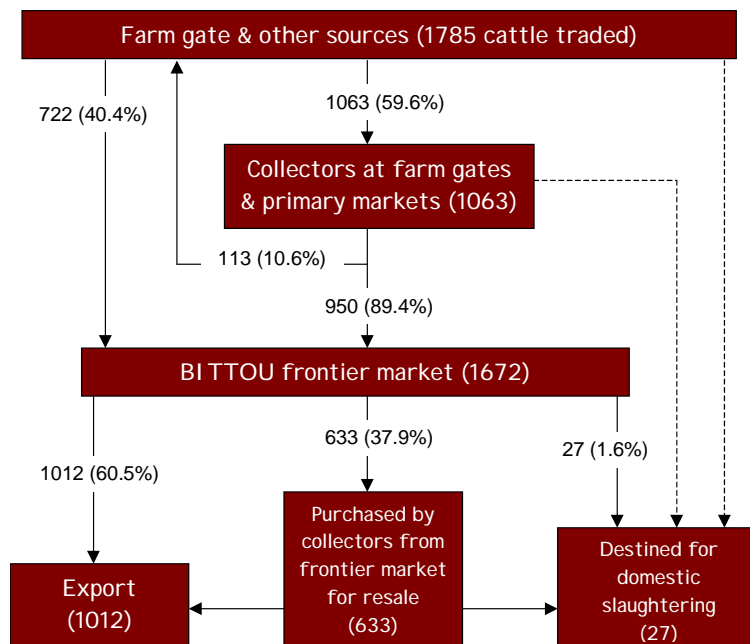 Farm gate & other sources (1785 cattle traded)
722 (40.4%)
1063 (59.6%)
Collectors at farm gates
& primary markets (1063)
113 (10.6%)
950 (89.4%)
BITTOU frontier market (1672)
1012 (60.5%)
633 (37.9%)
27 (1.6%)
Export
(1012)
Purchased by
collectors from
frontier market
for resale
(633)
Destined for
domestic
slaughtering
(27)